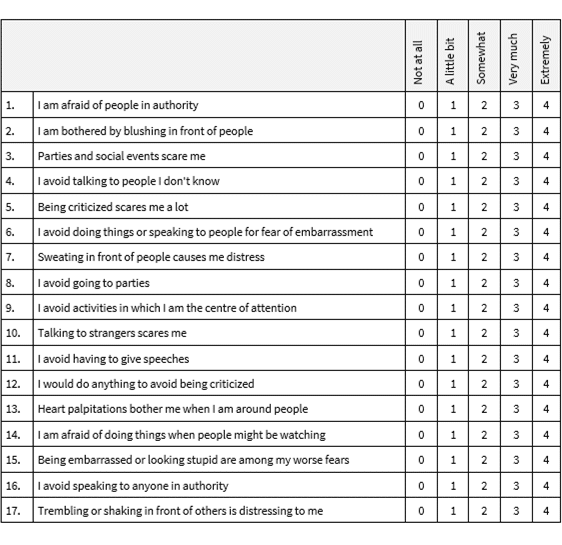 Not at all A little bit Somewhat Very much Extremely
1. I am afraid of people in authority 0 1 2 3 4
2. I am bothered by blushing in front of people 0 1 2 3 4
3. Parties and social events scare me 0 1 2 3 4
4. I avoid talking to people I don't know 0 1 2 3 4
5. Being criticized scares me a lot 0 1 2 3 4
6. I avoid doing things or speaking to people for fear of embarrassment 0 1 2 3 4
7. Sweating in front of people causes me distress 0 1 2 3 4
8. I avoid going to parties 0 1 2 3 4
9. I avoid activities in which I am the centre of attention 0 1 2 3 4
10. Talking to strangers scares me 0 1 2 3 4
11. I avoid having to give speeches 0 1 2 3 4
12. I would do anything to avoid being criticized 0 1 2 3 4
13. Heart palpitations bother me when I am around people 0 1 2 3 4
14. I am afraid of doing things when people might be watching 0 1 2 3 4
15. Being embarrassed or looking stupid are among my worse fears 0 1 2 3 4
16. I avoid speaking to anyone in authority 0 1 2 3 4
17. Trembling or shaking in front of others is distressing to me 0 1 2 3 4